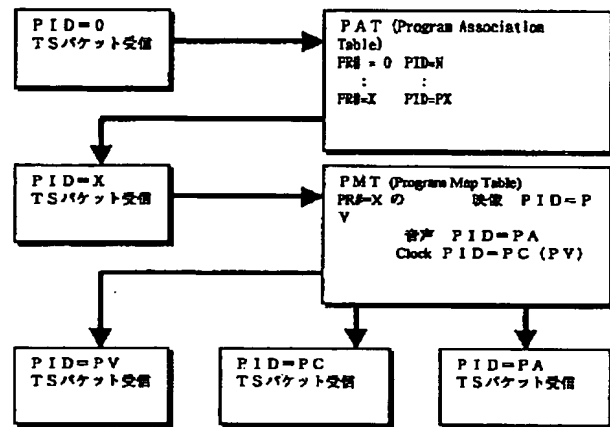 PID=0
TSパケット受信
PAT (Program Association
Table)
PR# = 0 PID=N
: :
PR#=X PID=PX
PID=X
TSパケット受信
PMT (Program Map Table)
PR#=X の 映像 PID=P
V
音声 PID=PA
Clock PID=PC (PV)
PID=PV
TSパケット受信
PID=PC
TSパケット受信
PID=PA
TSパケット受信